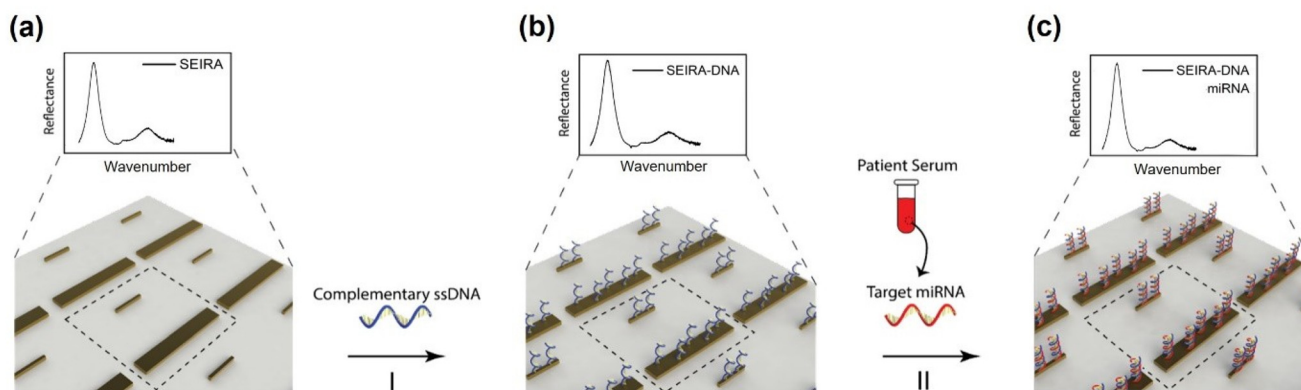 (a)
SEIRA
Reflectance
Wavenumber
Complementary ssDNA
I
(b)
SEIRA-DNA
Reflectance
Wavenumber
Patient Serum
Target miRNA
II
(c)
SEIRA-DNA
miRNA
Reflectance
Wavenumber